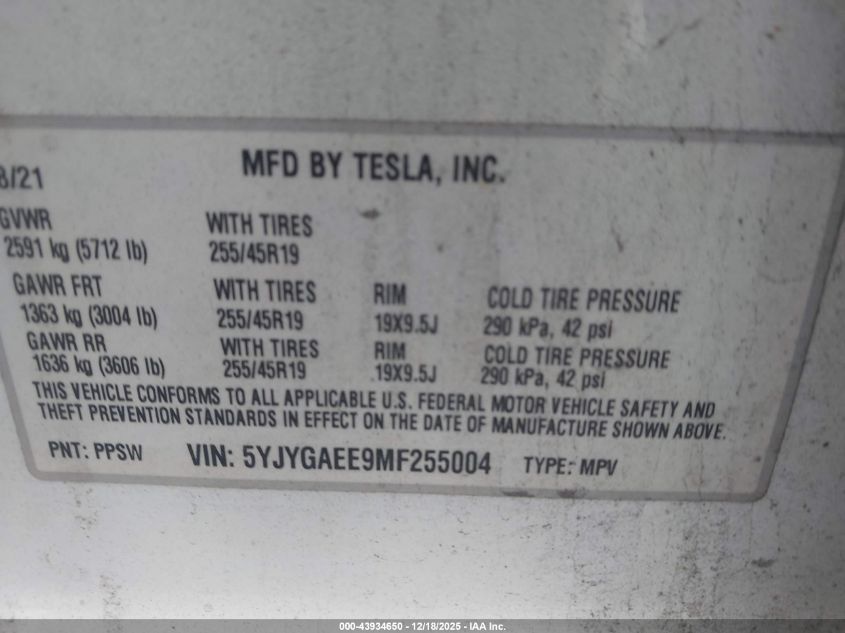 8/21 MFD BY TESLA, INC.
GVWR WITH TIRES
2591 kg (5712 lb) 255/45R19
GAWR FRT WITH TIRES RIM COLD TIRE PRESSURE
1363 kg (3004 lb) 255/45R19 19X9.5J 290 kPa, 42 psi
GAWR RR WITH TIRES RIM COLD TIRE PRESSURE
1636 kg (3606 lb) 255/45R19 19X9.5J 290 kPa, 42 psi
THIS VEHICLE CONFORMS TO ALL APPLICABLE U.S. FEDERAL MOTOR VEHICLE SAFETY AND
THEFT PREVENTION STANDARDS IN EFFECT ON THE DATE OF MANUFACTURE SHOWN ABOVE.
PNT: PPSW VIN: 5YJYGAEE9MF255004 TYPE: MPV
000-43934650 - 12/18/2025 - IAA Inc.